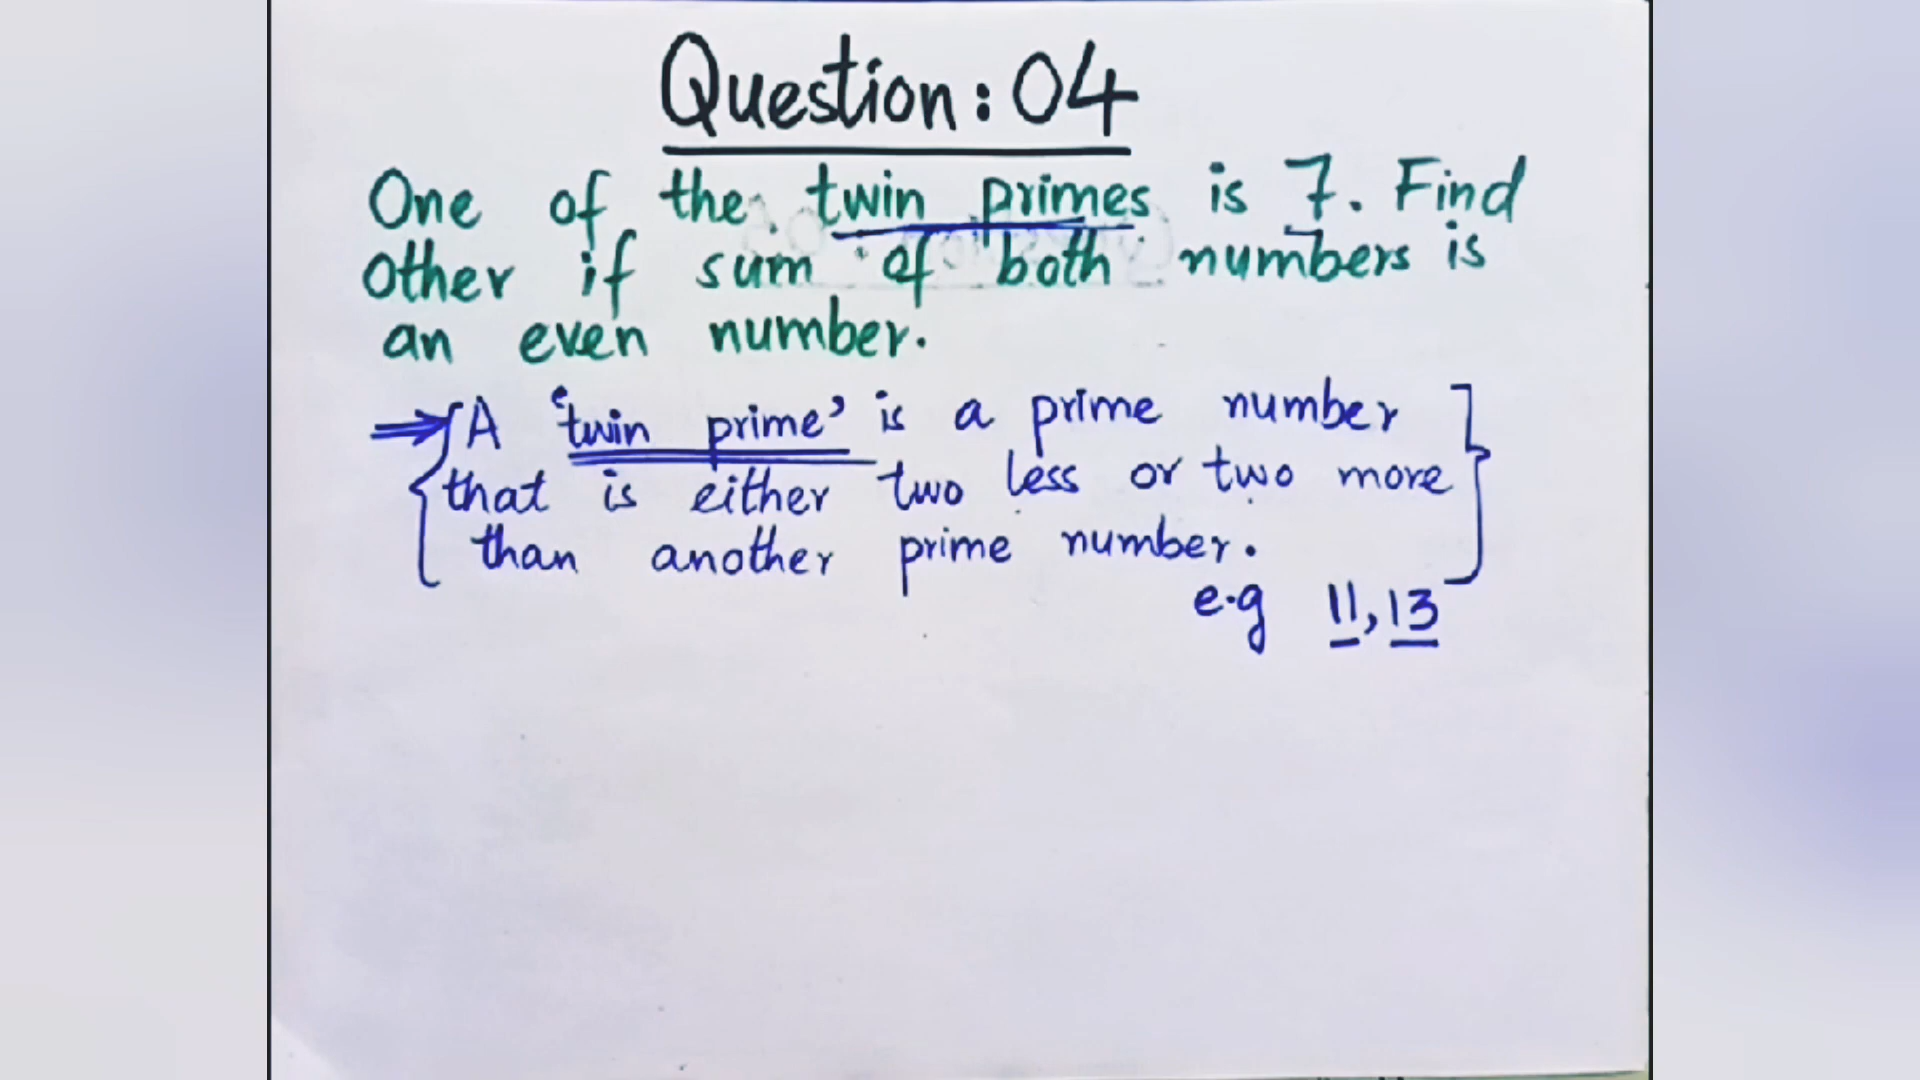 Question: 04
One of the twin primes is 7. Find
other if sum of both numbers is
an even number.
A 'twin prime' is a prime number
that is either two less or two more
than another prime number.
e.g 11, 13